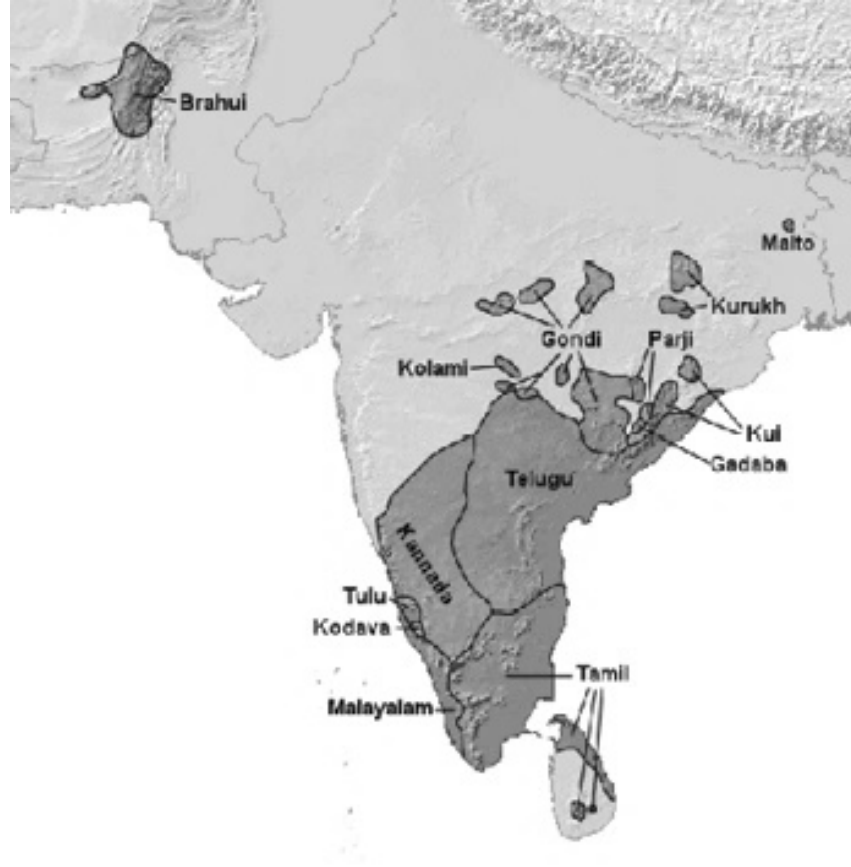 Brahui
Malto
Kurukh
Gondi
Parji
Kolami
Kui
Gadaba
Telugu
Kannada
Tulu
Kodava
Tamil
Malayalam